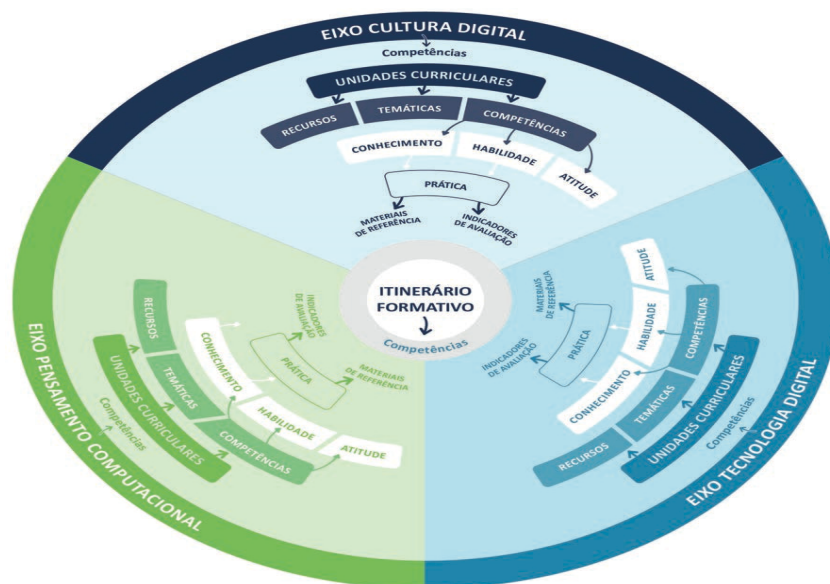 EIXO CULTURA DIGITAL
Competências
UNIDADES CURRICULARES
RECURSOS
TEMÁTICAS
COMPETÊNCIAS
CONHECIMENTO
HABILIDADE
ATITUDE
PRÁTICA
MATERIAIS
DE REFERÊNCIA
INDICADORES
DE AVALIAÇÃO
ITINERÁRIO
FORMATIVO
Competências
EIXO PENSAMENTO COMPUTACIONAL
Competências
UNIDADES CURRICULARES
RECURSOS
TEMÁTICAS
COMPETÊNCIAS
CONHECIMENTO
HABILIDADE
ATITUDE
PRÁTICA
INDICADORES
DE AVALIAÇÃO
MATERIAIS
DE REFERÊNCIA
EIXO TECNOLOGIA DIGITAL
Competências
UNIDADES CURRICULARES
RECURSOS
TEMÁTICAS
COMPETÊNCIAS
CONHECIMENTO
HABILIDADE
ATITUDE
PRÁTICA
MATERIAIS
DE REFERÊNCIA
INDICADORES
DE AVALIAÇÃO